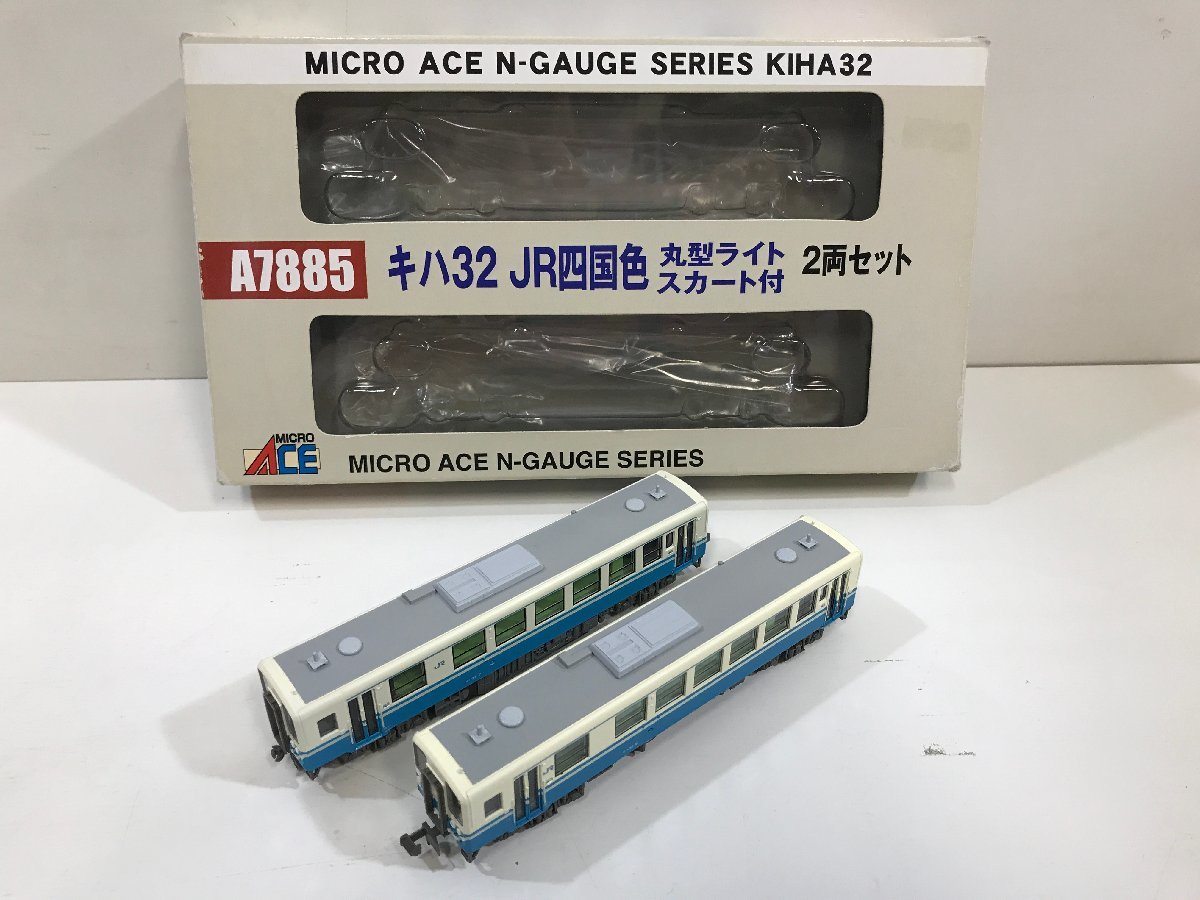 MICRO ACE N-GAUGE SERIES KIHA32
A7885
キハ32 JR四国色
丸型ライト
スカート付
2両セット
MICRO
ACE
MICRO ACE N-GAUGE SERIES
JR
JR